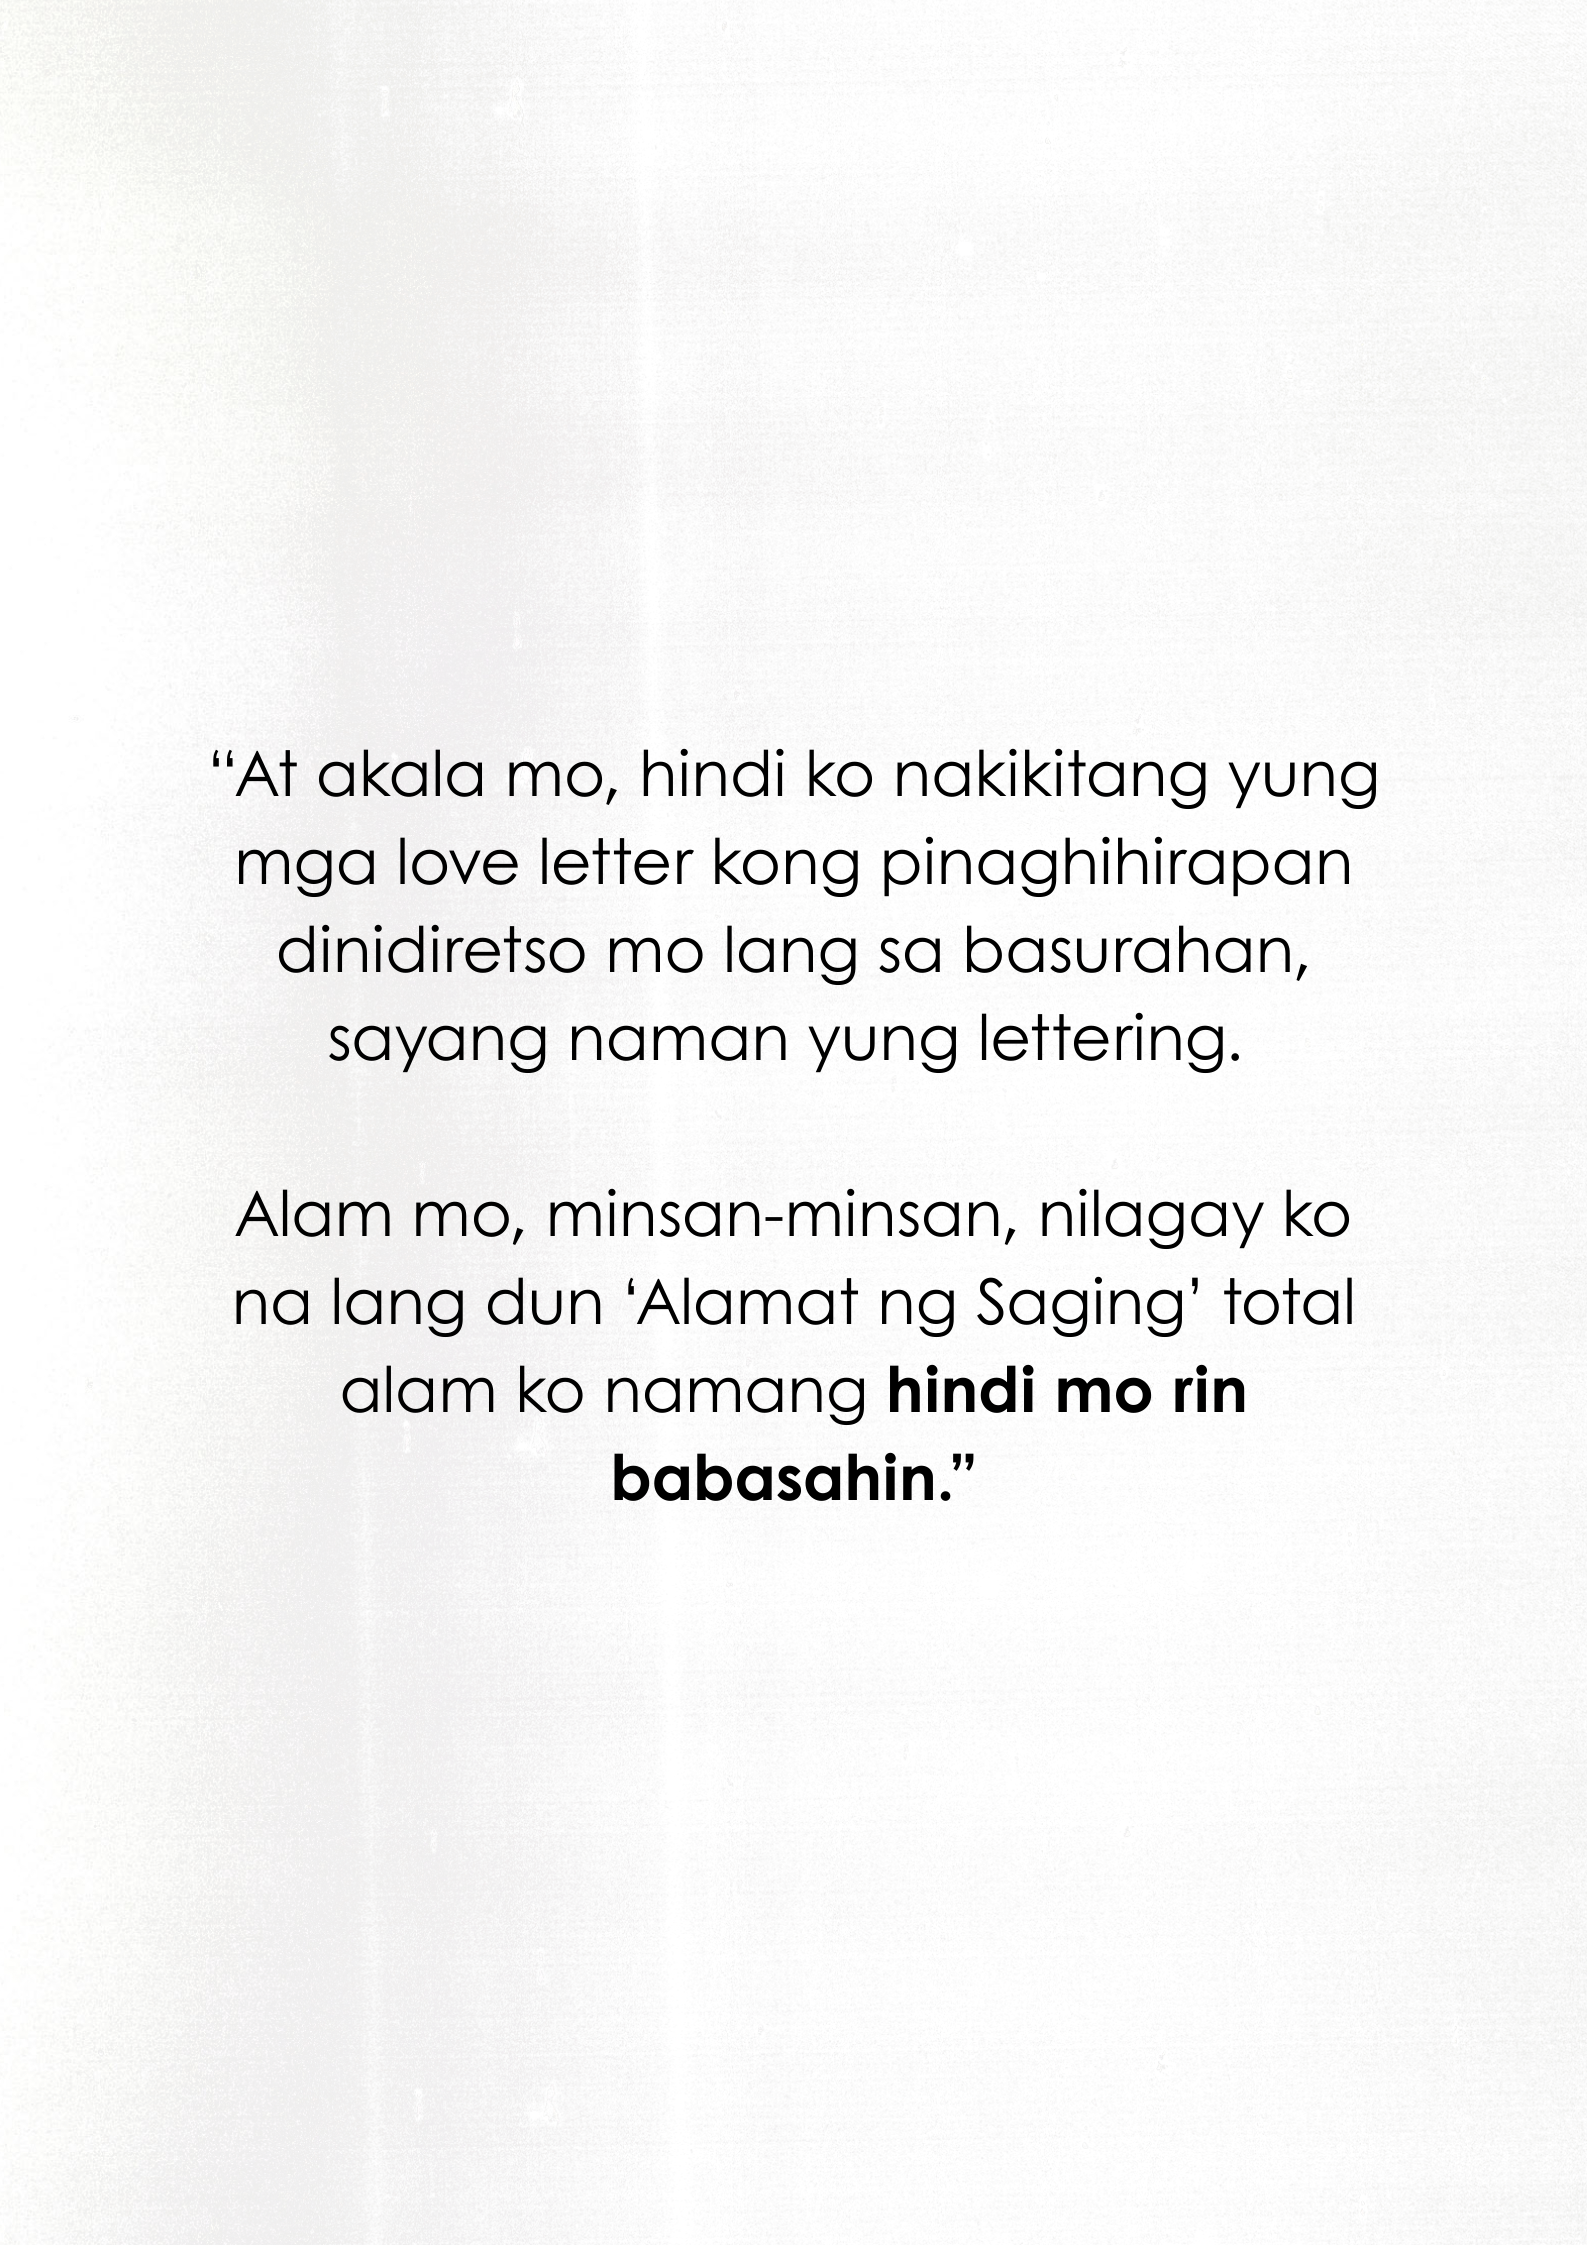 “At akala mo, hindi ko nakikitang yung
mga love letter kong pinaghihirapan
dinidiretso mo lang sa basurahan,
sayang naman yung lettering.
Alam mo, minsan-minsan, nilagay ko
na lang dun ‘Alamat ng Saging’ total
alam ko namang hindi mo rin
babasahin.”